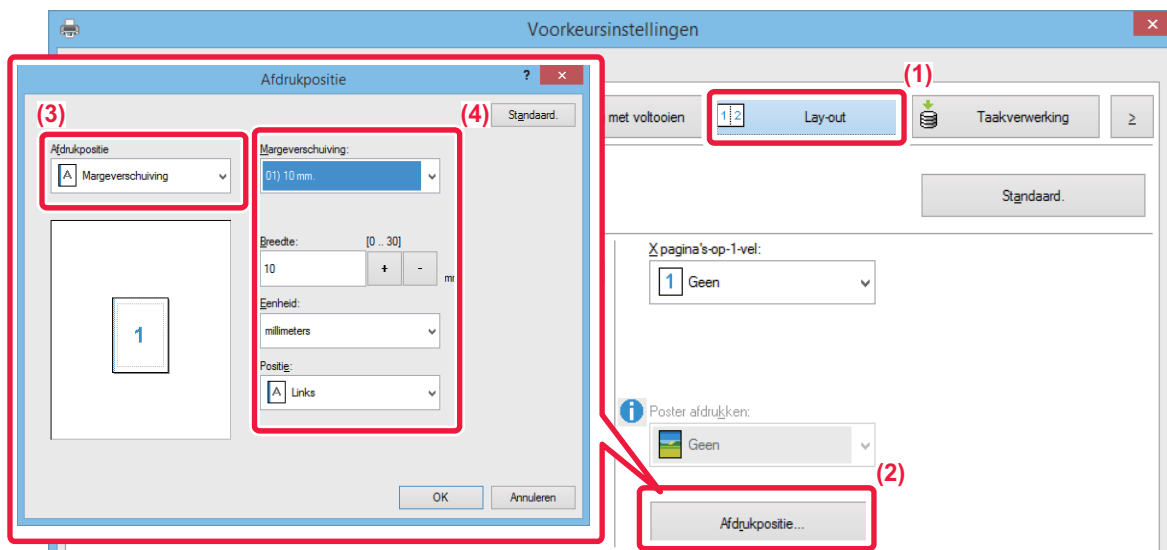 Voorkeursinstellingen
(1)
met voltooien
1 2 Lay-out
Taakverwerking
≥
Standaard.
X pagina's-op-1-vel:
1 Geen
Poster afdrukken:
Geen
(2)
Afdrukpositie...
Afdrukpositie
?
(3)
(4)
Standaard.
Afdrukpositie
A Margeverschuiving
1
Margeverschuiving:
01) 10 mm.
Breedte: [0 .. 30]
10 + -
Eenheid:
millimeters
Positie:
A Links
OK Annuleren